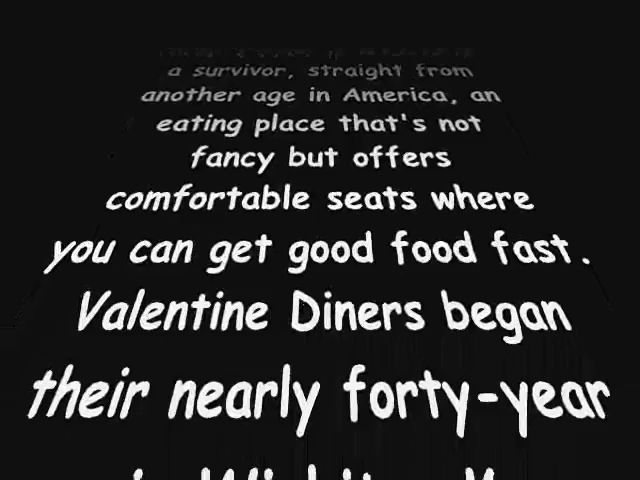 a survivor, straight from
another age in America, an
eating place that's not
fancy but offers
comfortable seats where
you can get good food fast.
Valentine Diners began
their nearly forty-year